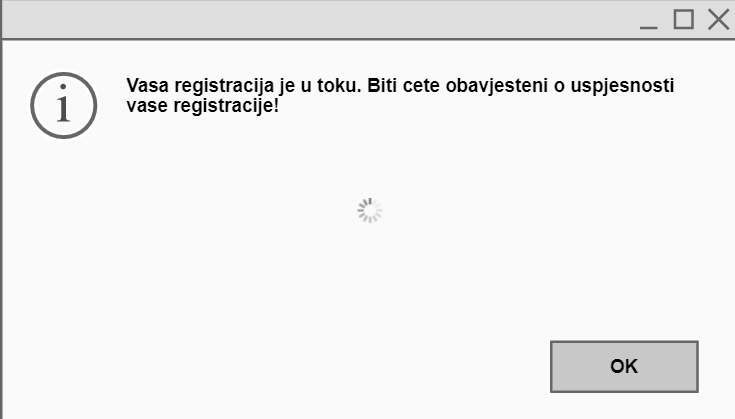 Vasa registracija je u toku. Biti cete obavjesteni o uspjesnosti
vase registracije!
OK